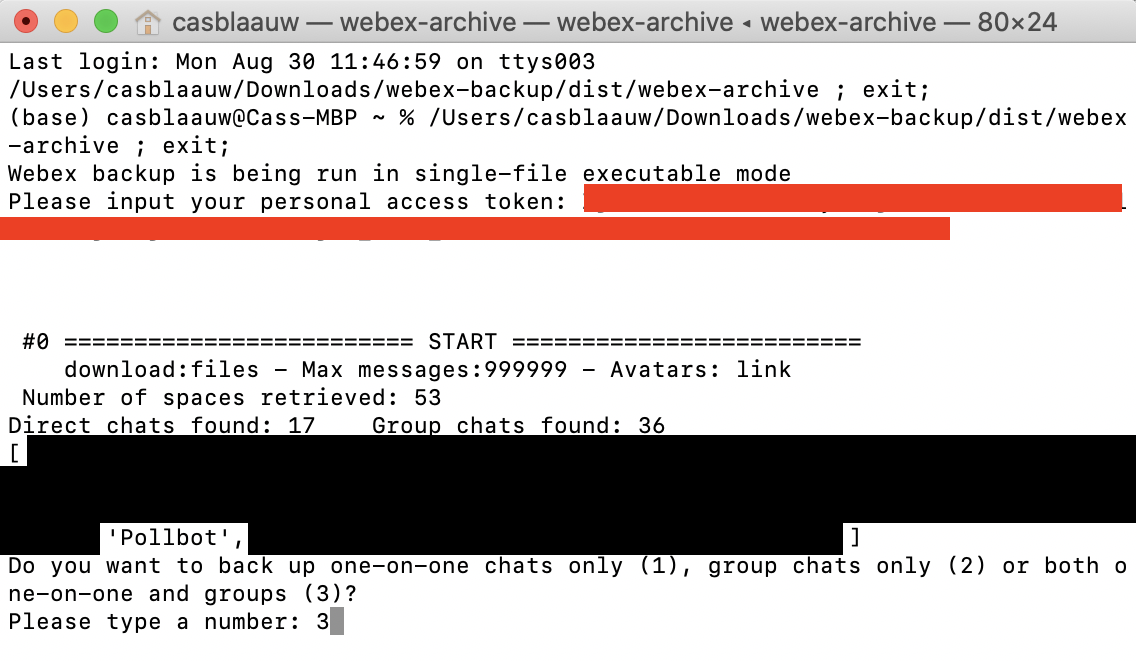 casblaauw — webex-archive — webex-archive ◂ webex-archive — 80×24
Last login: Mon Aug 30 11:46:59 on ttys003
/Users/casblaauw/Downloads/webex-backup/dist/webex-archive ; exit;
(base) casblaauw@Cass-MBP ~ % /Users/casblaauw/Downloads/webex-backup/dist/webex
-archive ; exit;
Webex backup is being run in single-file executable mode
Please input your personal access token:
#0 ========================= START =========================
download:files - Max messages:999999 - Avatars: link
Number of spaces retrieved: 53
Direct chats found: 17    Group chats found: 36
[
'Pollbot', ]
Do you want to back up one-on-one chats only (1), group chats only (2) or both o
ne-on-one and groups (3)?
Please type a number: 3